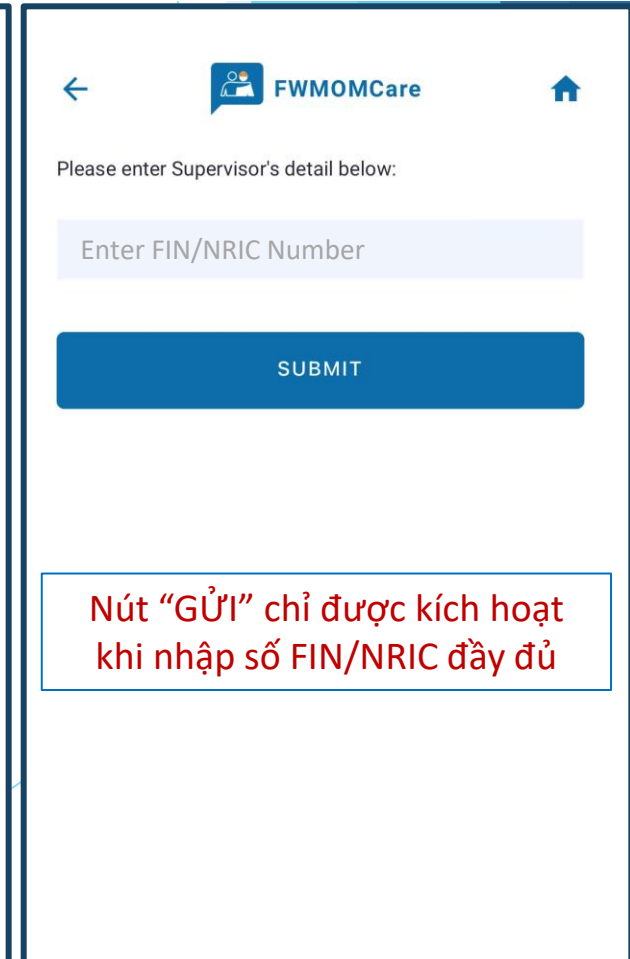 FWMOMCare
Please enter Supervisor's detail below:
Enter FIN/NRIC Number
SUBMIT
Nút “GỬI” chỉ được kích hoạt
khi nhập số FIN/NRIC đầy đủ